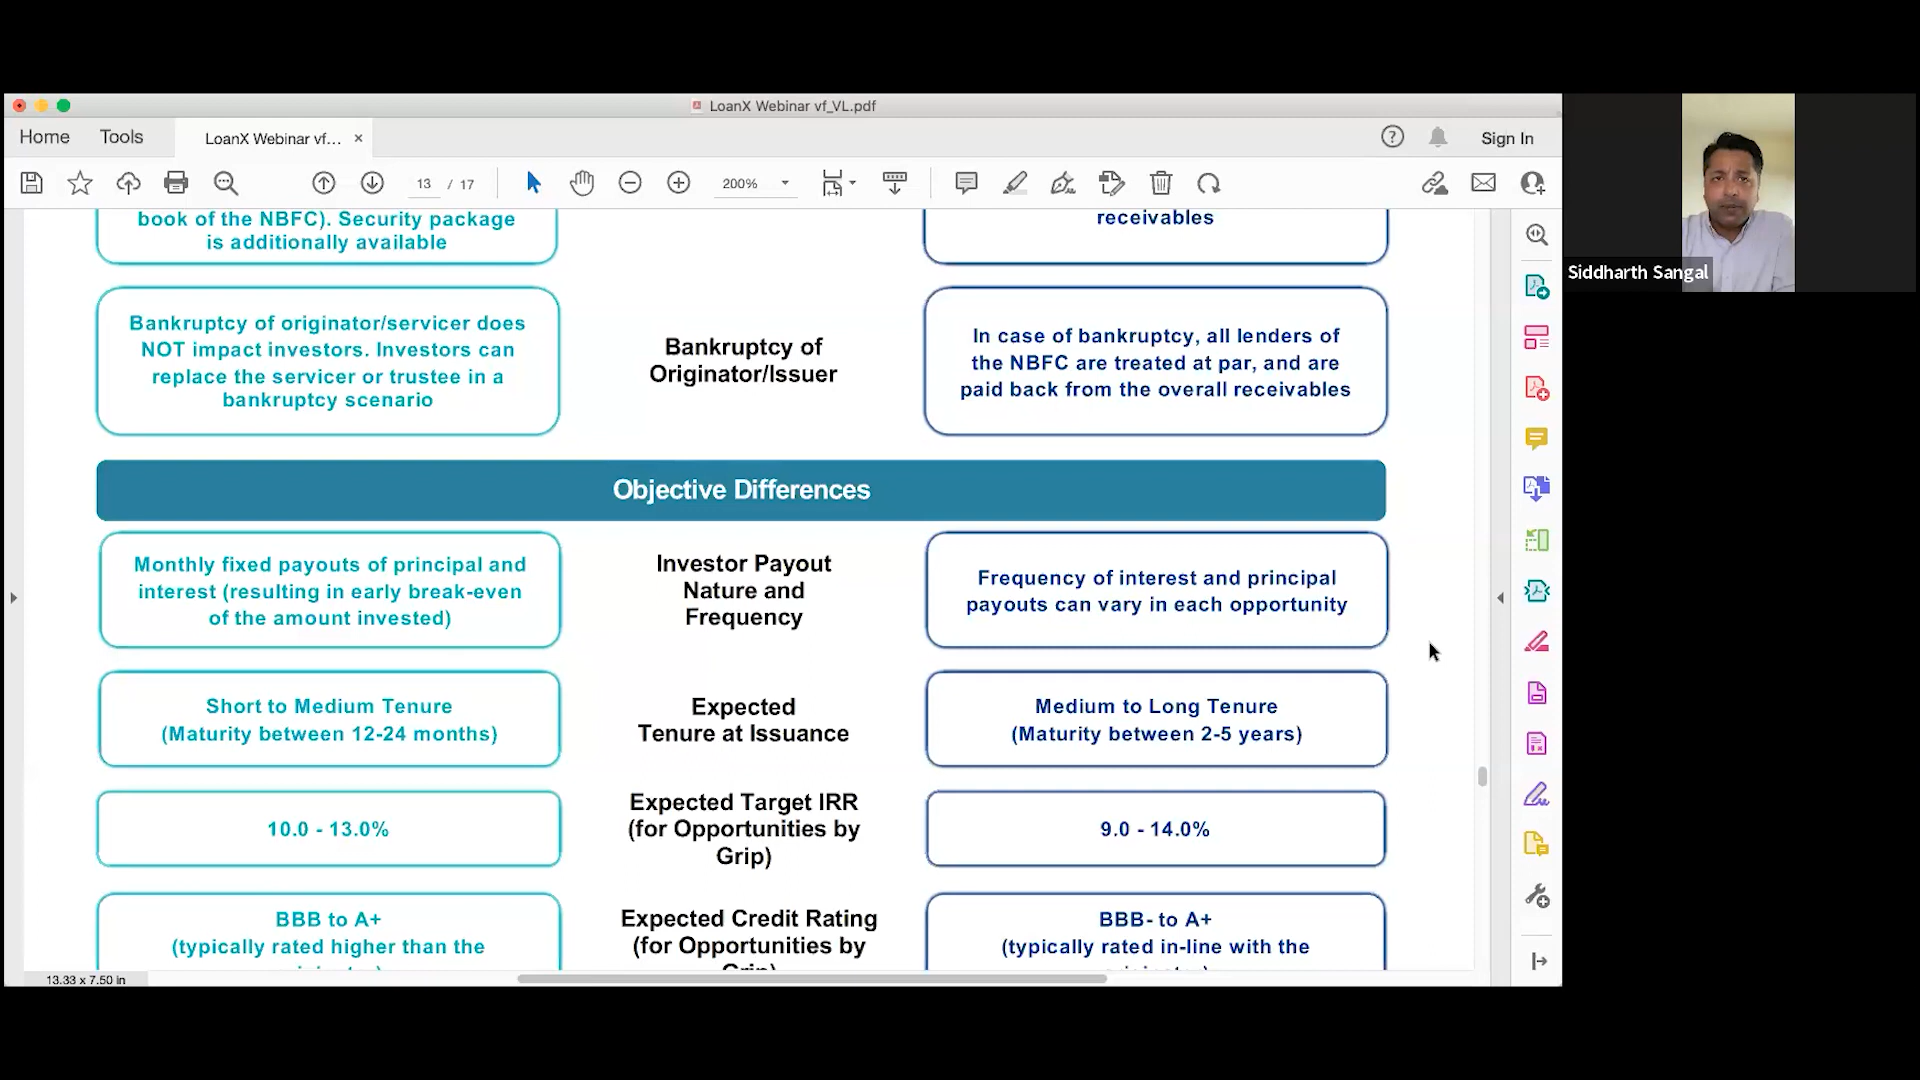 LoanX Webinar vf_VL.pdf
Home
Tools
LoanX Webinar vf...
Sign In
13 / 17
200%
book of the NBFC). Security package
is additionally available
receivables
Bankruptcy of originator/servicer does
NOT impact investors. Investors can
replace the servicer or trustee in a
bankruptcy scenario
Bankruptcy of
Originator/Issuer
In case of bankruptcy, all lenders of
the NBFC are treated at par, and are
paid back from the overall receivables
Objective Differences
Monthly fixed payouts of principal and
interest (resulting in early break-even
of the amount invested)
Investor Payout
Nature and
Frequency
Frequency of interest and principal
payouts can vary in each opportunity
Short to Medium Tenure
(Maturity between 12-24 months)
Expected
Tenure at Issuance
Medium to Long Tenure
(Maturity between 2-5 years)
10.0 - 13.0%
Expected Target IRR
(for Opportunities by
Grip)
9.0 - 14.0%
BBB to A+
(typically rated higher than the
Expected Credit Rating
(for Opportunities by
Grip)
BBB- to A+
(typically rated in-line with the
13.33 x 7.50 in
Siddharth Sangal